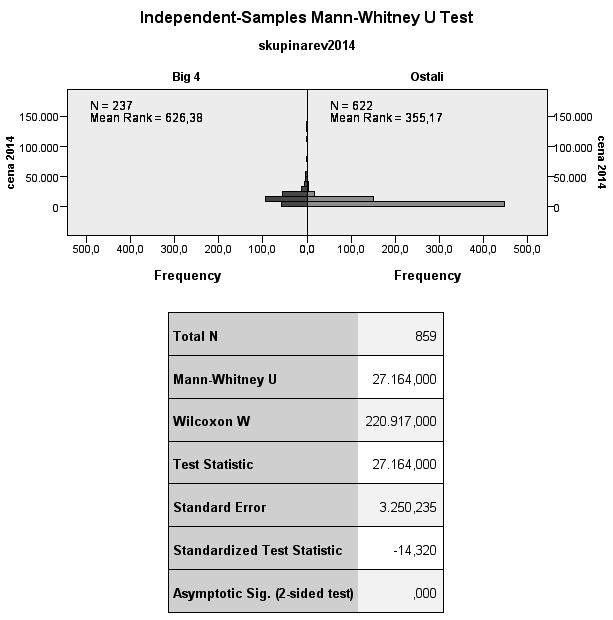 Independent-Samples Mann-Whitney U Test
skupinarev2014
Big 4 Ostali
N = 237 N = 622
Mean Rank = 626,38 Mean Rank = 355,17
cena 2014
150.000 150.000
100.000 100.000
50.000 50.000
0 0
cena 2014
500,0 400,0 300,0 200,0 100,0 0,0 100,0 200,0 300,0 400,0 500,0
Frequency Frequency
Total N 859
Mann-Whitney U 27.164,000
Wilcoxon W 220.917,000
Test Statistic 27.164,000
Standard Error 3.250,235
Standardized Test Statistic -14,320
Asymptotic Sig. (2-sided test) ,000